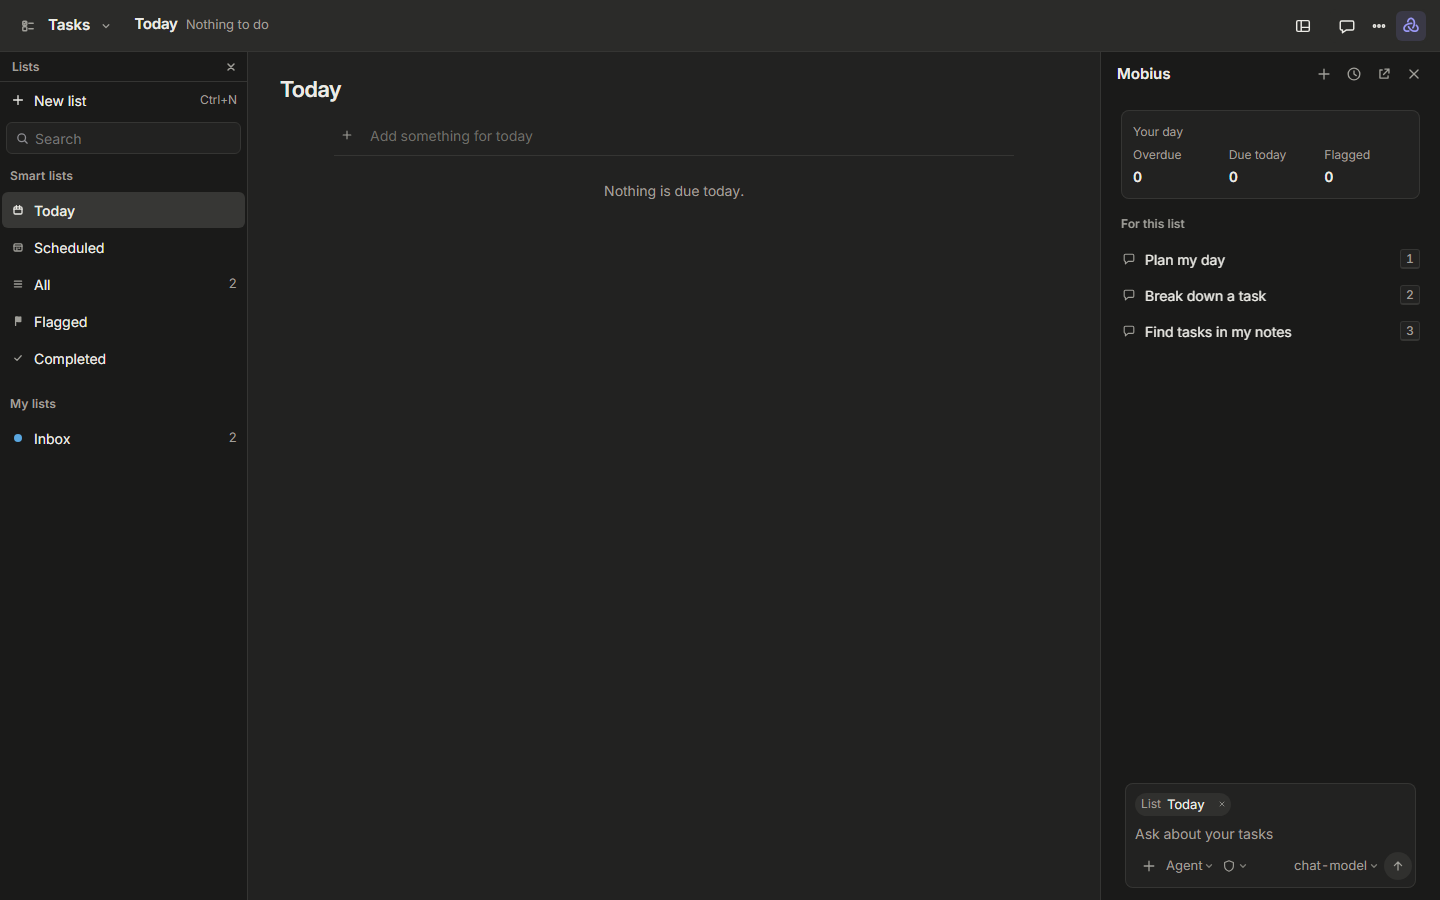 Tasks
Today Nothing to do
Lists
New list Ctrl+N
Search
Smart lists
Today
Scheduled
All 2
Flagged
Completed
My lists
Inbox 2
Today
Add something for today
Nothing is due today.
Mobius
Your day
Overdue Due today Flagged
0 0 0
For this list
Plan my day 1
Break down a task 2
Find tasks in my notes 3
List Today
Ask about your tasks
Agent chat-model